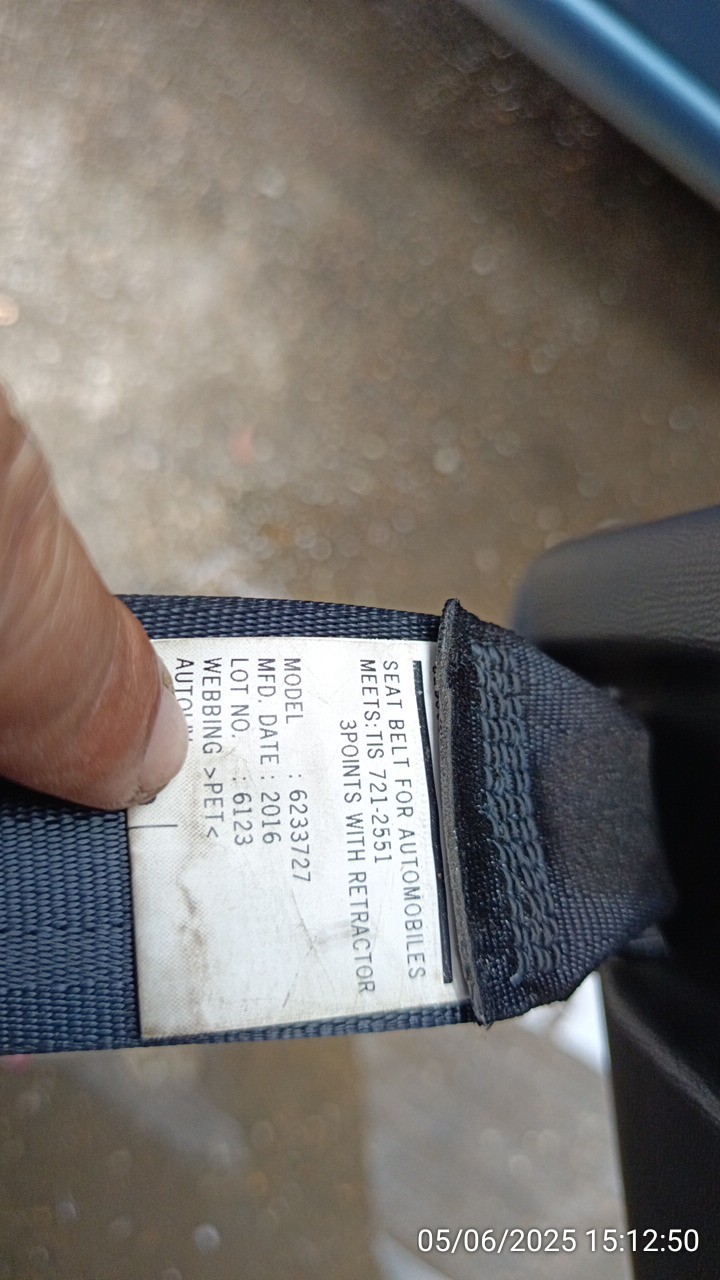 SEAT BELT FOR AUTOMOBILES
MEETS: TIS 721-2551
3POINTS WITH RETRACTOR
MODEL : 6233727
MFD. DATE : 2016
LOT NO. : 6123
WEBBING >PET<
05/06/2025 15:12:50